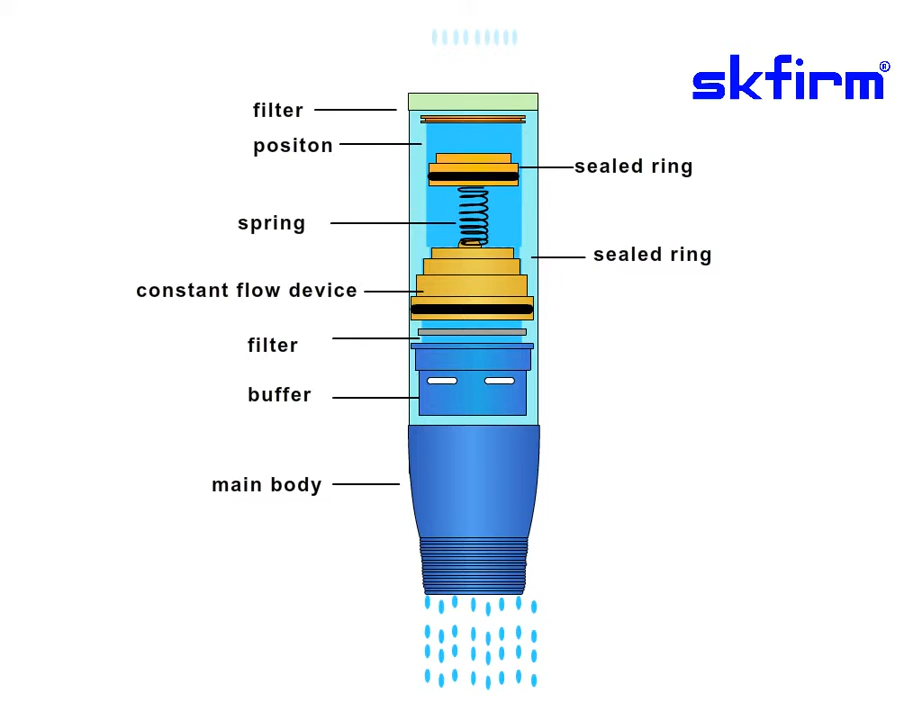 skfirm®
filter
positon
sealed ring
spring
sealed ring
constant flow device
filter
buffer
main body